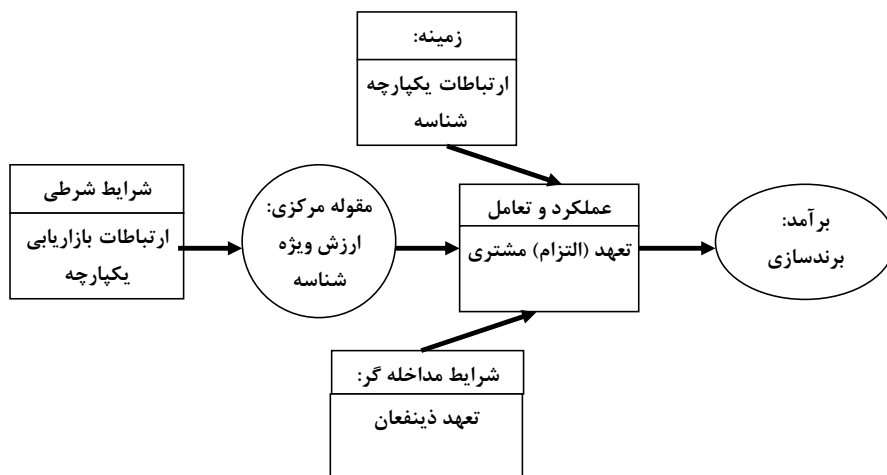 زمینه:
ارتباطات یکپارچه
شناسه
شرایط شرطی
ارتباطات بازاریابی
یکپارچه
مقوله مرکزی:
ارزش ویژه
شناسه
عملکرد و تعامل
تعهد (التزام) مشتری
برآمد:
برندسازی
شرایط مداخله گر:
تعهد ذینفعان